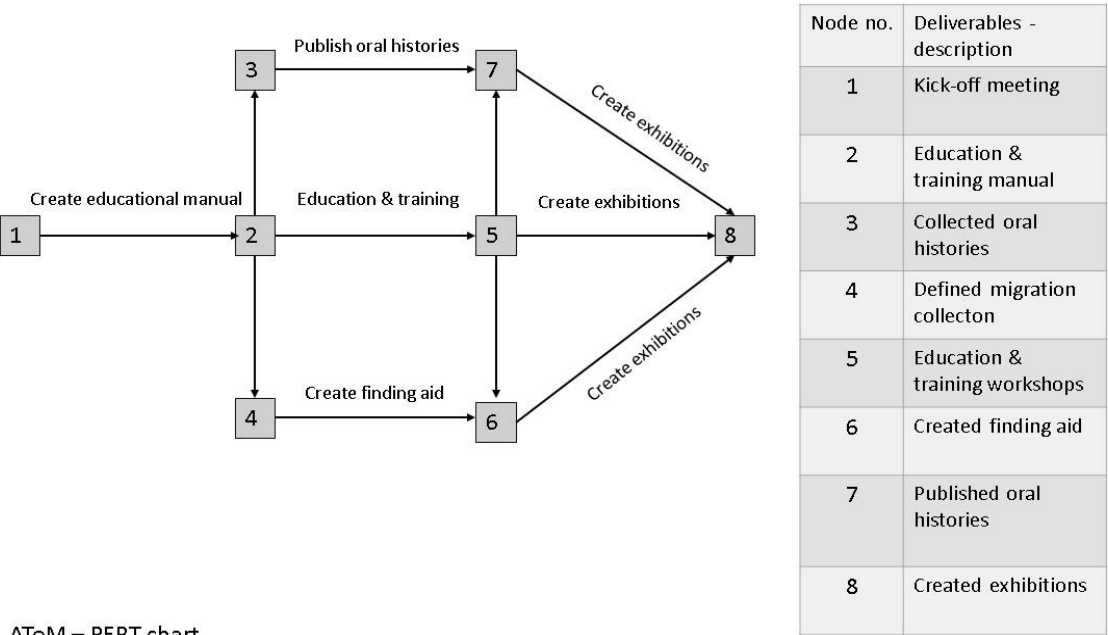 Publish oral histories
3
7
Create exhibitions
Create educational manual
Education & training
Create exhibitions
1
2
5
8
Create finding aid
Create exhibitions
4
6
AToM – PERT chart
Node no.
Deliverables -
description
1
Kick-off meeting
2
Education &
training manual
3
Collected oral
histories
4
Defined migration
collecton
5
Education &
training workshops
6
Created finding aid
7
Published oral
histories
8
Created exhibitions